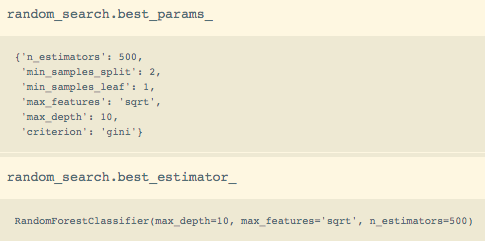 random_search.best_params_
{'n_estimators': 500,
 'min_samples_split': 2,
 'min_samples_leaf': 1,
 'max_features': 'sqrt',
 'max_depth': 10,
 'criterion': 'gini'}
random_search.best_estimator_
RandomForestClassifier(max_depth=10, max_features='sqrt', n_estimators=500)